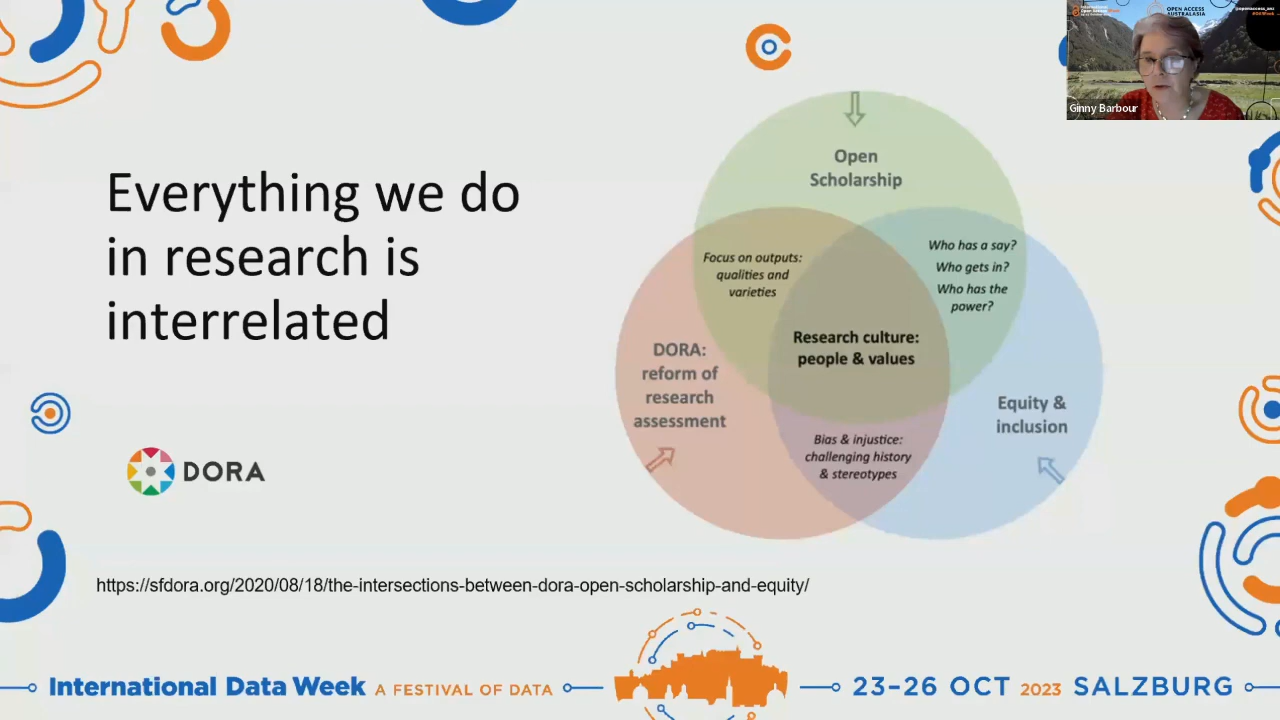 OPEN ACCESS
AUSTRALASIA
Ginny Barbour
Everything we do
in research is
interrelated
DORA
Open
Scholarship
Focus on outputs:
qualities and
varieties
Who has a say?
Who gets in?
Who has the
power?
Research culture:
people & values
DORA:
reform of
research
assessment
Equity &
inclusion
Bias & injustice:
challenging history
& stereotypes
https://sfdora.org/2020/08/18/the-intersections-between-dora-open-scholarship-and-equity/
International Data Week A FESTIVAL OF DATA
23-26 OCT 2023 SALZBURG